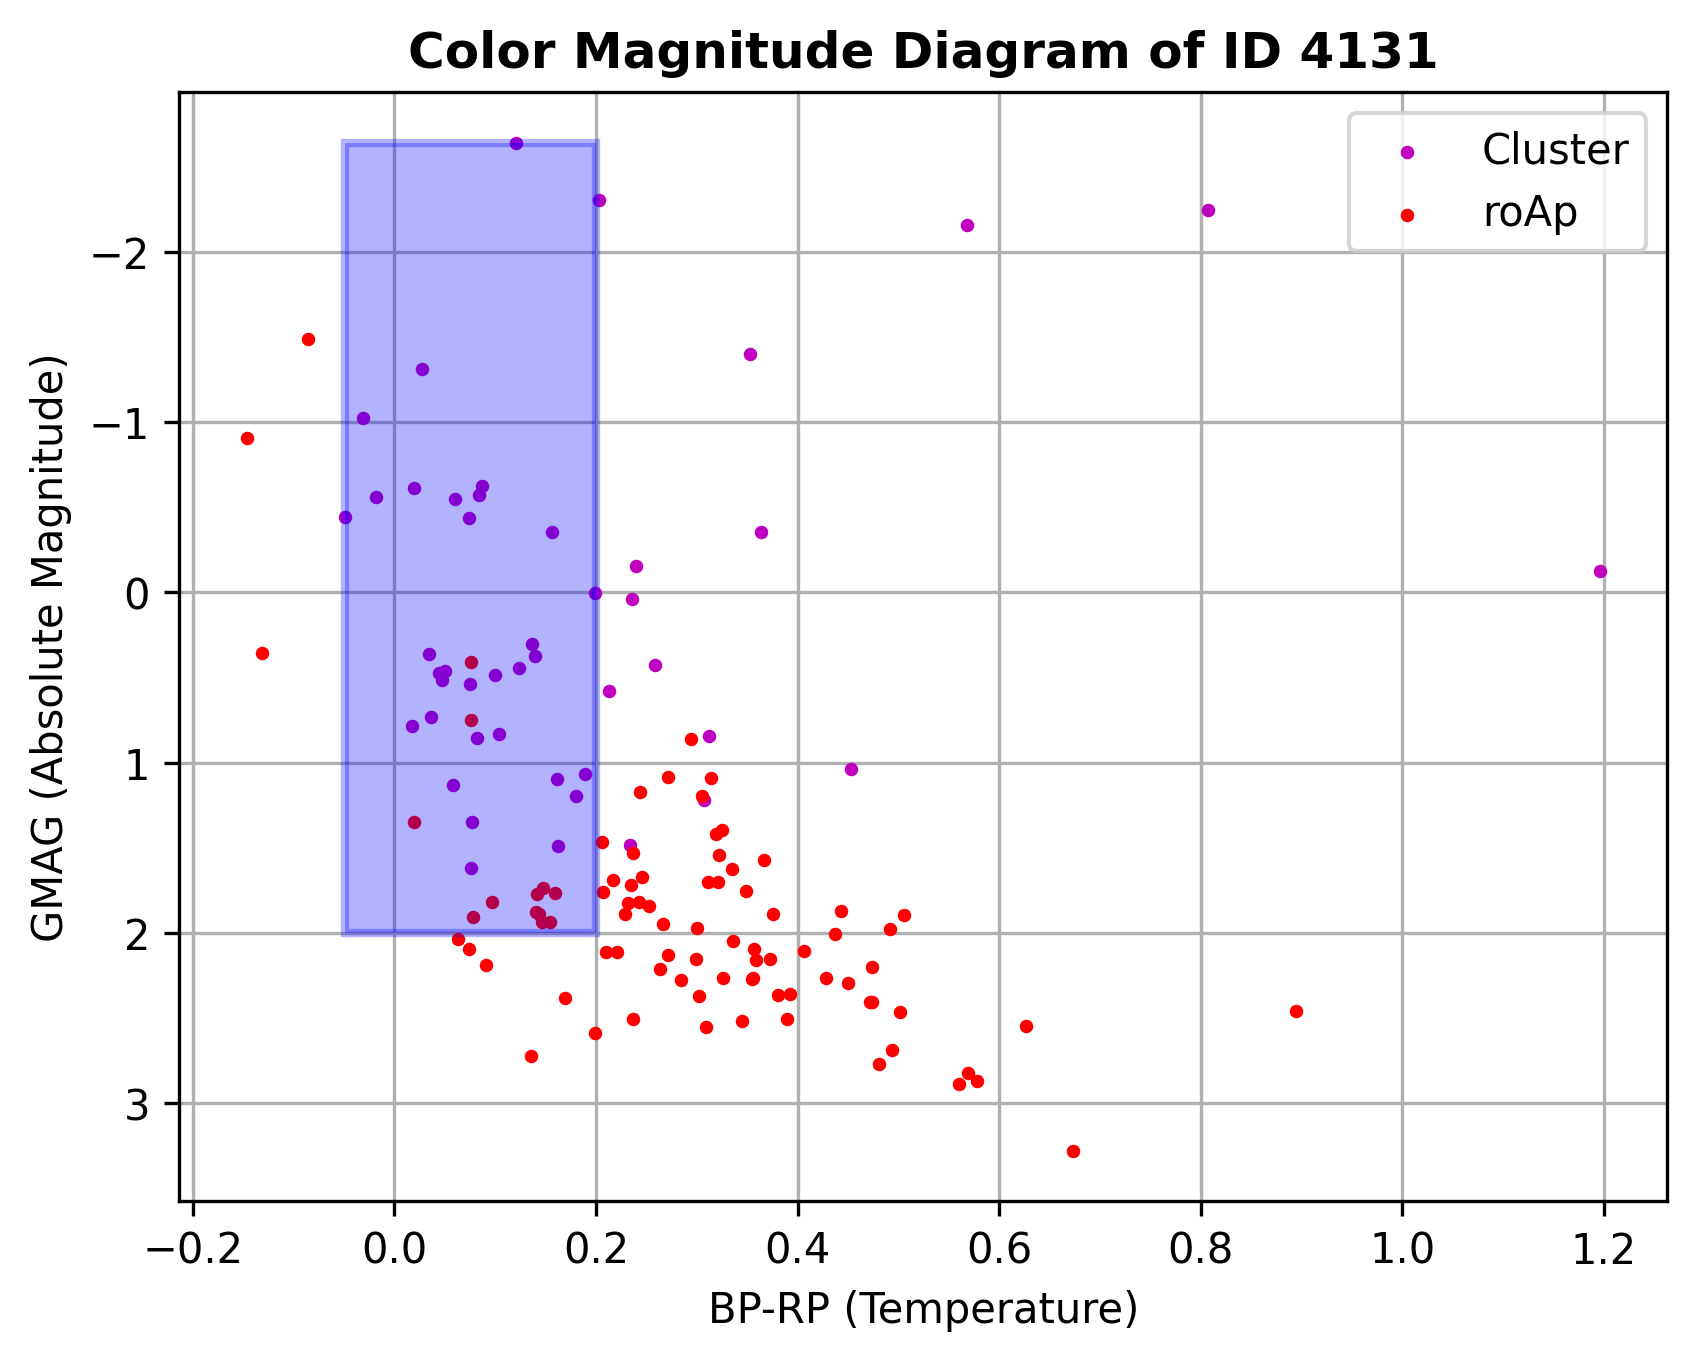 Color Magnitude Diagram of ID 4131
Cluster
roAp
GMAG (Absolute Magnitude)
−2
−1
0
1
2
3
−0.2 0.0 0.2 0.4 0.6 0.8 1.0 1.2
BP-RP (Temperature)